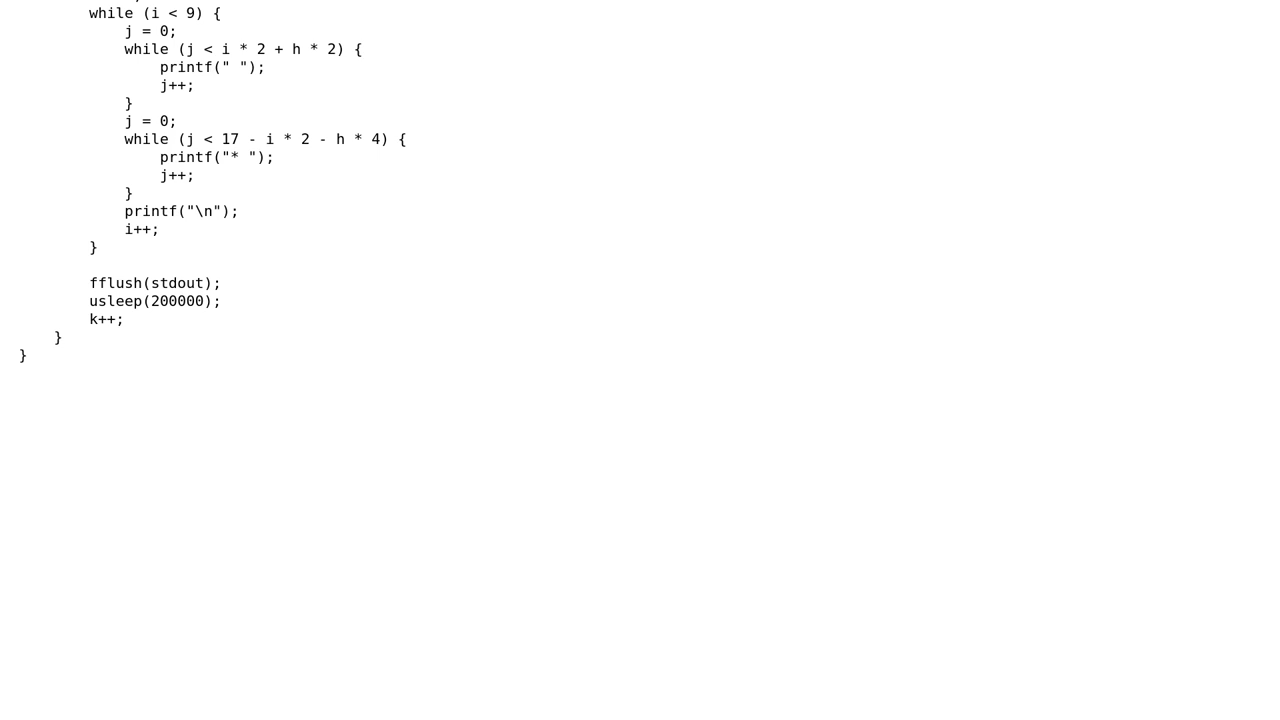 while (i < 9) {
j = 0;
while (j < i * 2 + h * 2) {
printf(" ");
j++;
}
j = 0;
while (j < 17 - i * 2 - h * 4) {
printf("* ");
j++;
}
printf("\n");
i++;
}
fflush(stdout);
usleep(200000);
k++;
}
}